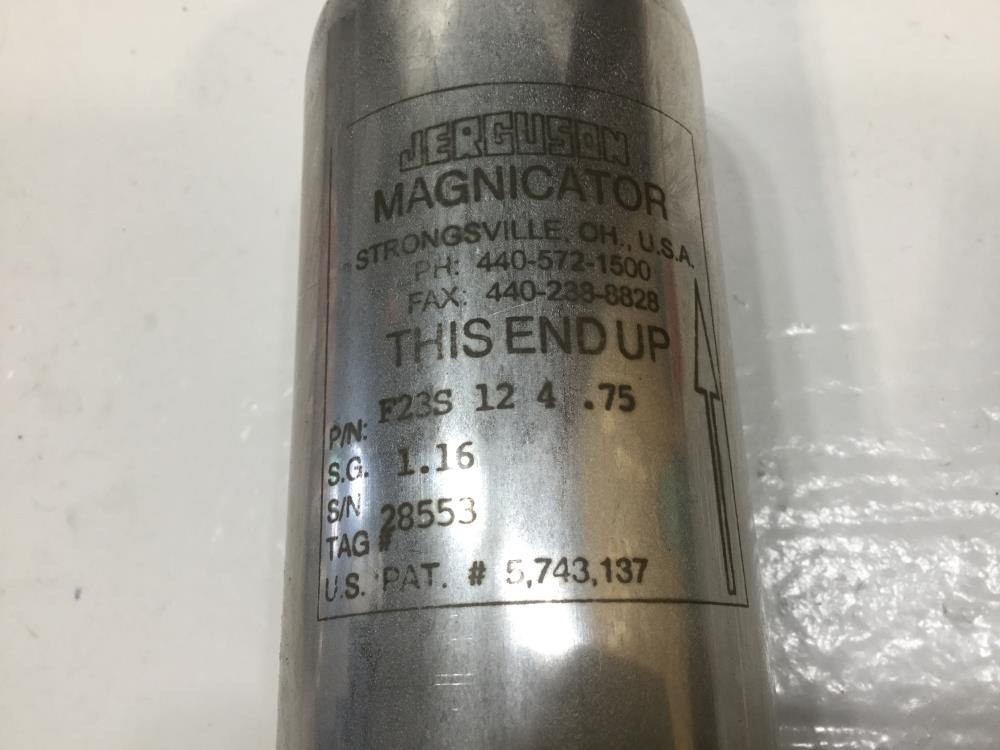 JERGUSON
MAGNICATOR
STRONGSVILLE, OH., U.S.A.
PH: 440-572-1500
FAX: 440-238-8828
THIS END UP
P/N: F23S 12 4 .75
S.G. 1.16
S/N 28553
TAG #
U.S. PAT. # 5,743,137